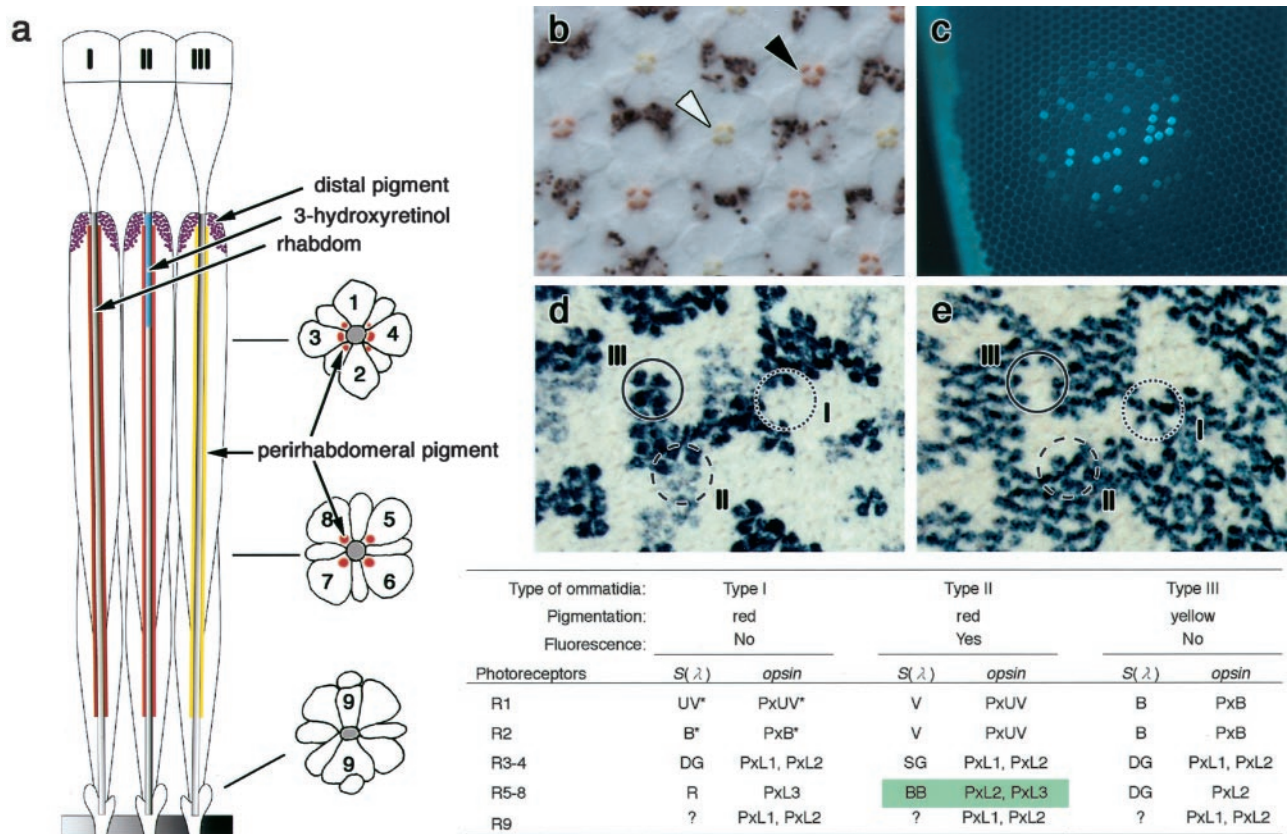 a
I II III
distal pigment
3-hydroxyretinol
rhabdom
1
3 4
2
perirhabdomeral pigment
8 5
7 6
9
9
b
c
d
III
I
II
e
III
I
II
Type of ommatidia: Type I Type II Type III
Pigmentation: red red yellow
Fluorescence: No Yes No
Photoreceptors S(λ) opsin S(λ) opsin S(λ) opsin
R1 UV* PxUV* V PxUV B PxB
R2 B* PxB* V PxUV B PxB
R3-4 DG PxL1, PxL2 SG PxL1, PxL2 DG PxL1, PxL2
R5-8 R PxL3 BB PxL2, PxL3 DG PxL2
R9 ? PxL1, PxL2 ? PxL1, PxL2 ? PxL1, PxL2